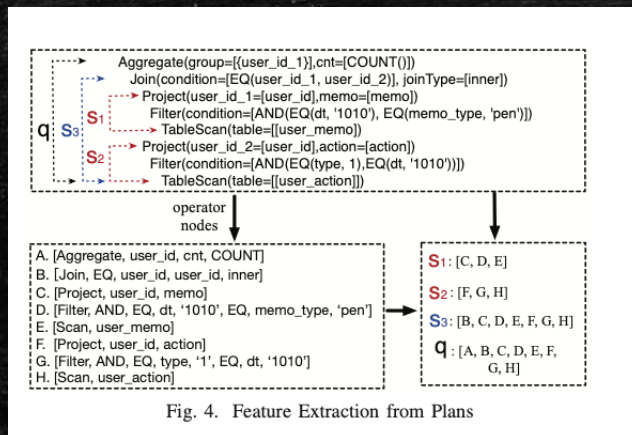 Aggregate(group=[{user_id_1}],cnt=[COUNT()])
Join(condition=[EQ(user_id_1, user_id_2)], joinType=[inner])
Project(user_id_1=[user_id],memo=[memo])
Filter(condition=[AND(EQ(dt, '1010'), EQ(memo_type, 'pen')])
TableScan(table=[[user_memo])
Project(user_id_2=[user_id],action=[action])
Filter(condition=[AND(EQ(type, 1),EQ(dt, '1010'))])
TableScan(table=[[user_action]])
q
S3
S1
S2
operator
nodes
A. [Aggregate, user_id, cnt, COUNT]
B. [Join, EQ, user_id, user_id, inner]
C. [Project, user_id, memo]
D. [Filter, AND, EQ, dt, ‘1010’, EQ, memo_type, ‘pen’]
E. [Scan, user_memo]
F. [Project, user_id, action]
G. [Filter, AND, EQ, type, ‘1’, EQ, dt, ‘1010’]
H. [Scan, user_action]
S1: [C, D, E]
S2: [F, G, H]
S3: [B, C, D, E, F, G, H]
q : [A, B, C, D, E, F,
G, H]
Fig. 4. Feature Extraction from Plans